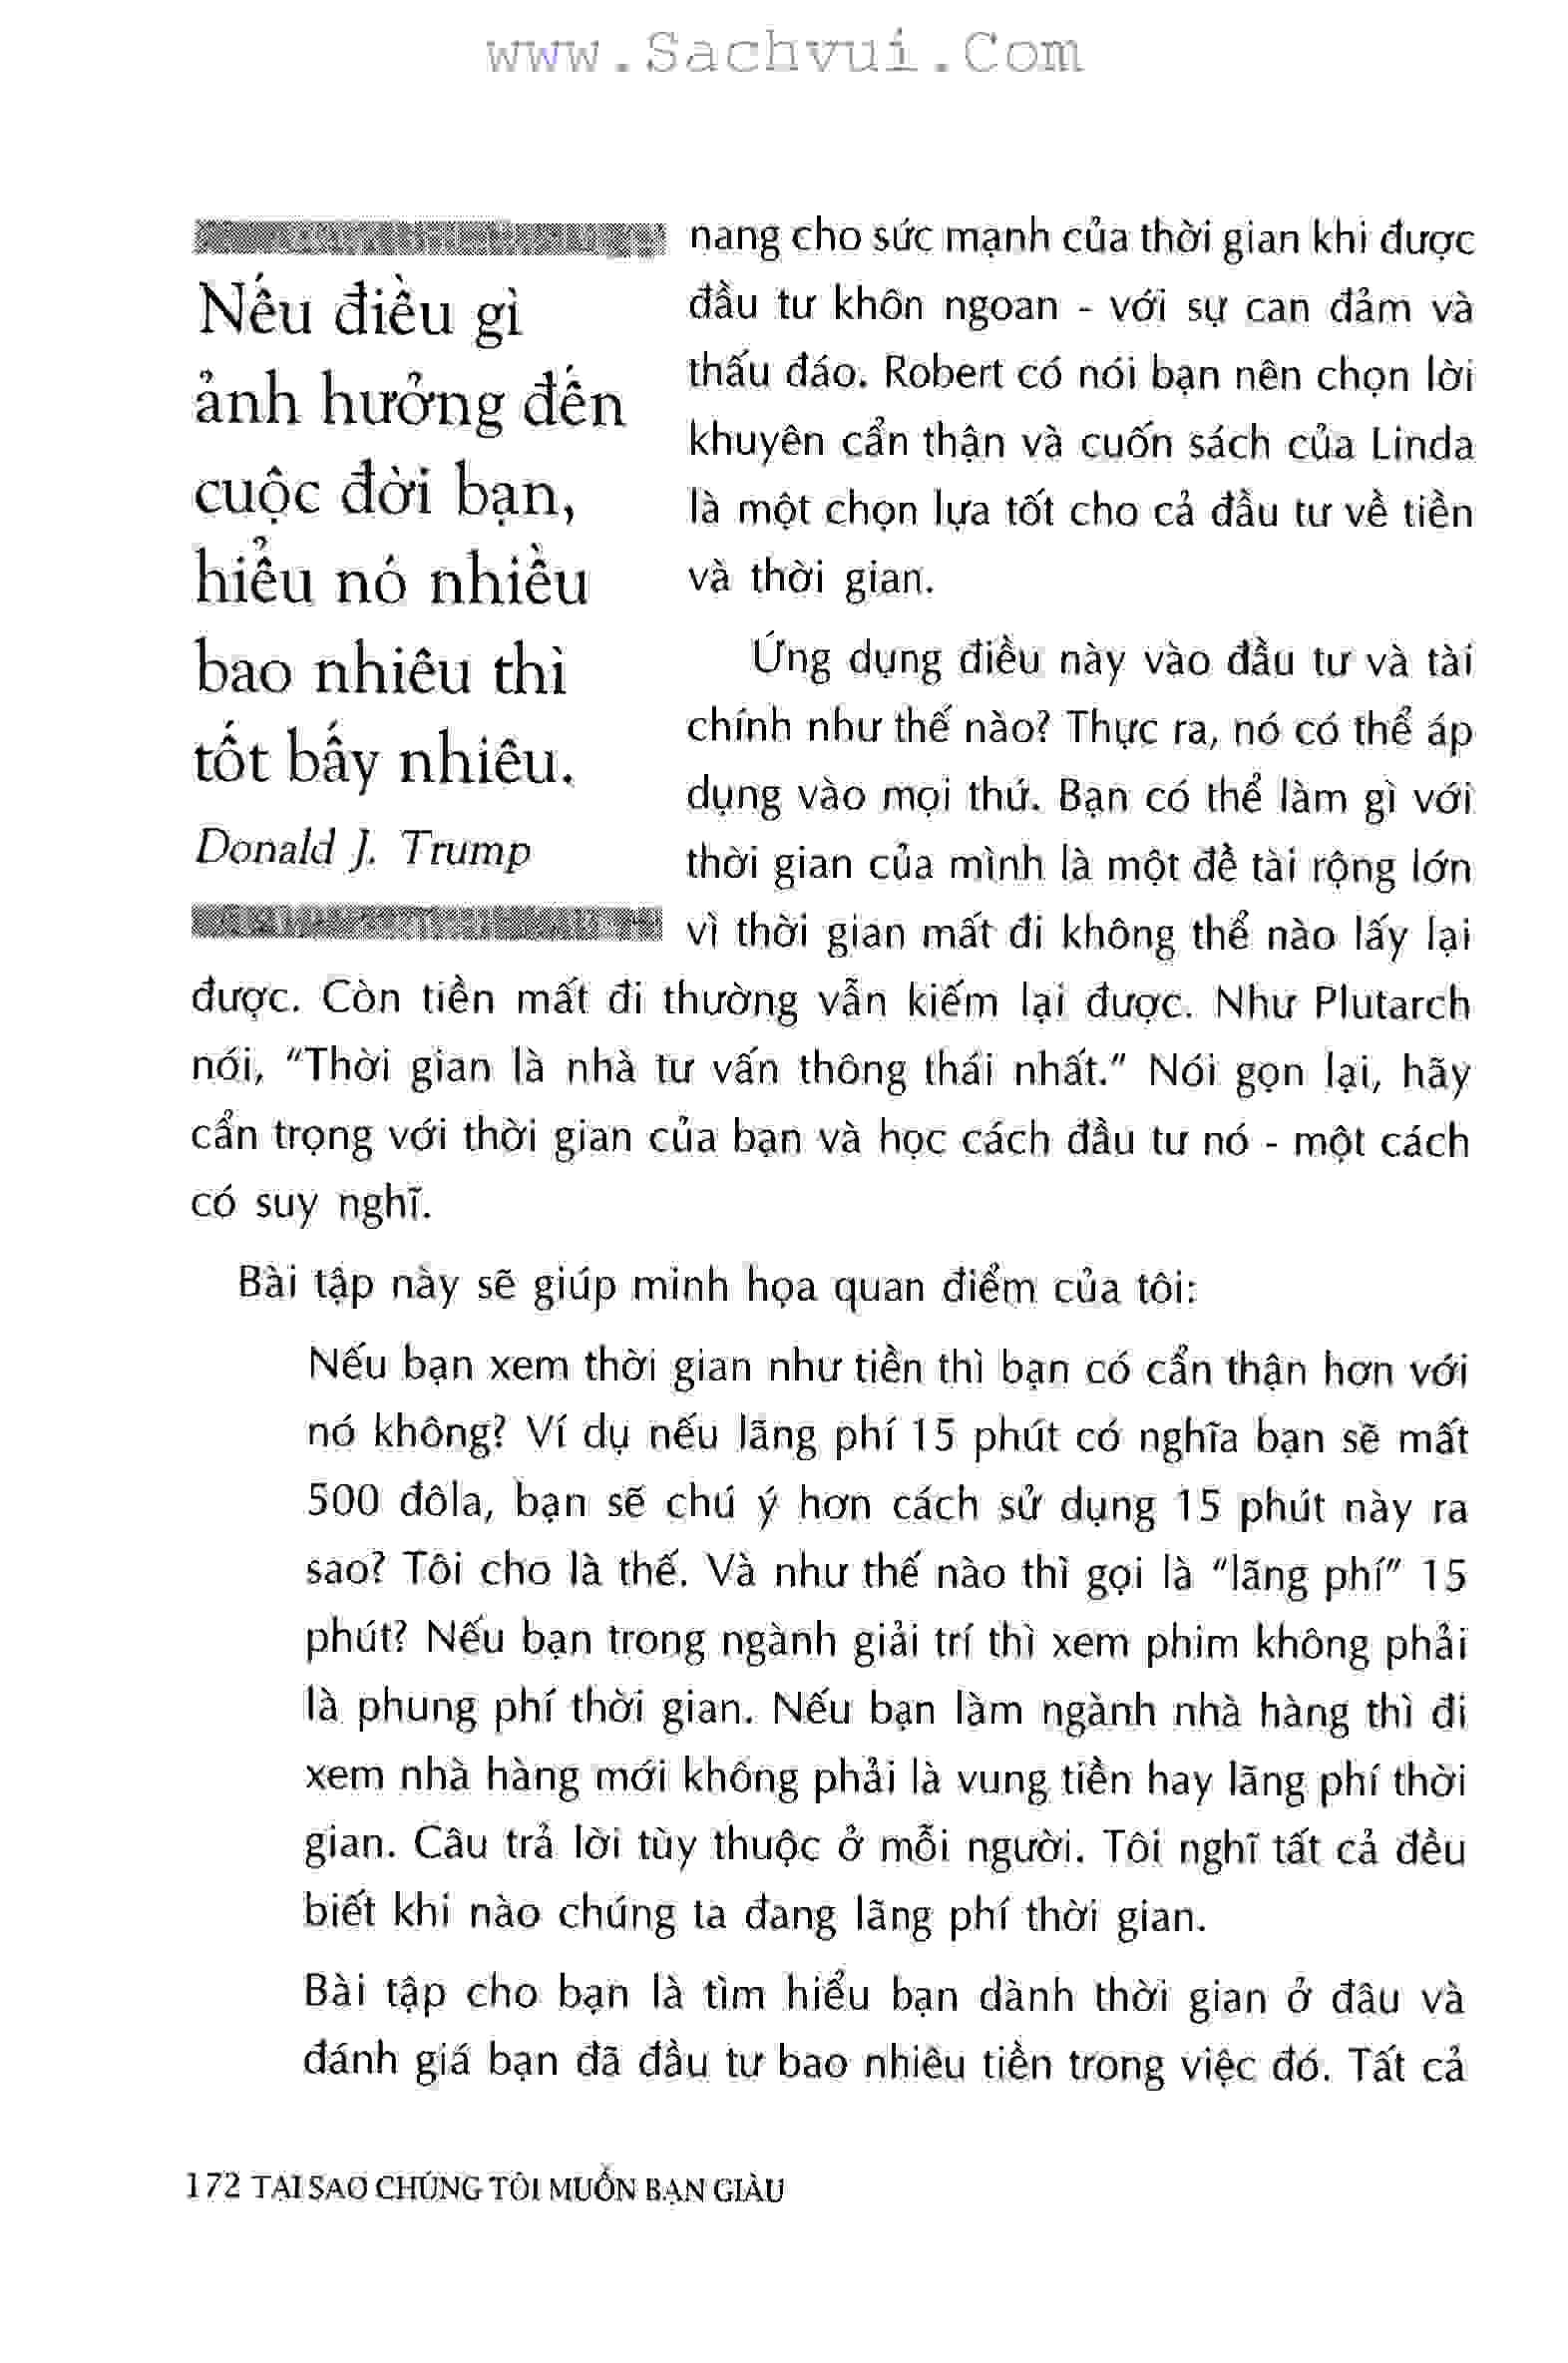 www.Sachvui.Com
Nếu điều gì
ảnh hưởng đến
cuộc đời bạn,
hiểu nó nhiều
bao nhiêu thì
tốt bấy nhiêu.
Donald J. Trump
nang cho sức mạnh của thời gian khi được
đầu tư khôn ngoan - với sự can đảm và
thấu đáo. Robert có nói bạn nên chọn lời
khuyên cẩn thận và cuốn sách của Linda
là một chọn lựa tốt cho cả đầu tư về tiền
và thời gian.
Ứng dụng điều này vào đầu tư và tài
chính như thế nào? Thực ra, nó có thể áp
dụng vào mọi thứ. Bạn có thể làm gì với
thời gian của mình là một đề tài rộng lớn
vì thời gian mất đi không thể nào lấy lại
được. Còn tiền mất đi thường vẫn kiếm lại được. Như Plutarch
nói, "Thời gian là nhà tư vấn thông thái nhất." Nói gọn lại, hãy
cẩn trọng với thời gian của bạn và học cách đầu tư nó - một cách
có suy nghĩ.
Bài tập này sẽ giúp minh họa quan điểm của tôi:
Nếu bạn xem thời gian như tiền thì bạn có cẩn thận hơn với
nó không? Ví dụ nếu lãng phí 15 phút có nghĩa bạn sẽ mất
500 đôla, bạn sẽ chú ý hơn cách sử dụng 15 phút này ra
sao? Tôi cho là thế. Và như thế nào thì gọi là "lãng phí" 15
phút? Nếu bạn trong ngành giải trí thì xem phim không phải
là phung phí thời gian. Nếu bạn làm ngành nhà hàng thì đi
xem nhà hàng mới không phải là vung tiền hay lãng phí thời
gian. Câu trả lời tùy thuộc ở mỗi người. Tôi nghĩ tất cả đều
biết khi nào chúng ta đang lãng phí thời gian.
Bài tập cho bạn là tìm hiểu bạn dành thời gian ở đâu và
đánh giá bạn đã đầu tư bao nhiêu tiền trong việc đó. Tất cả
172 TẠI SAO CHÚNG TÔI MUỐN BẠN GIÀU